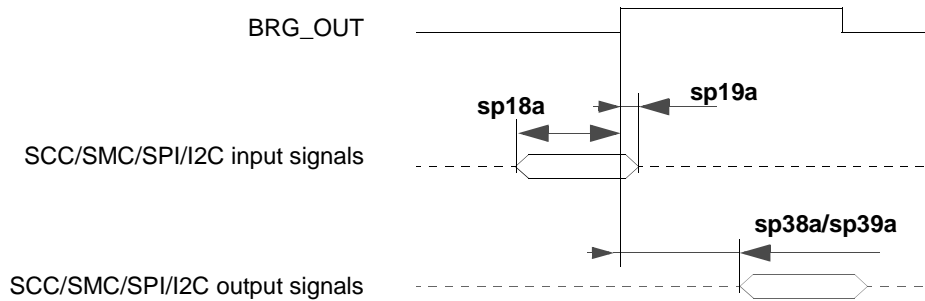 BRG_OUT
sp18a
sp19a
SCC/SMC/SPI/I2C input signals
sp38a/sp39a
SCC/SMC/SPI/I2C output signals